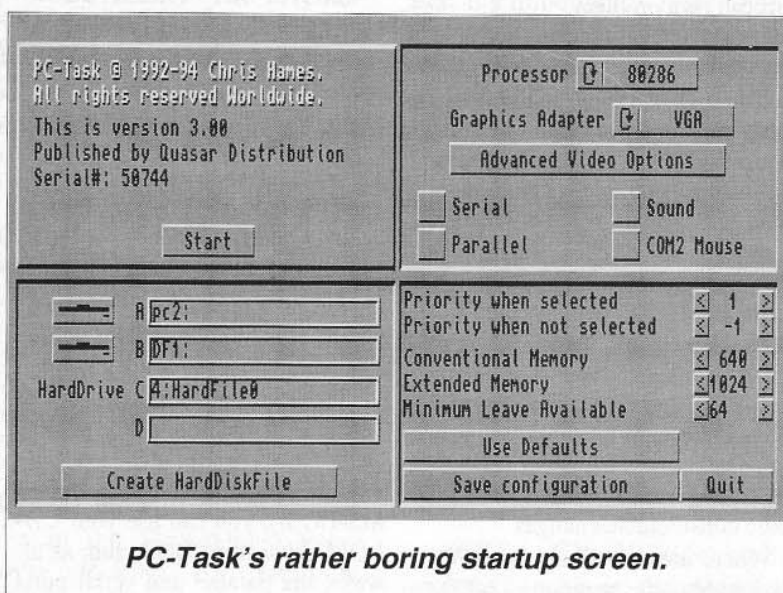 PC-Task © 1992-94 Chris Hames.
All rights reserved Worldwide.
This is version 3.00
Published by Quasar Distribution
Serial#: 50744
Start
Processor 80286
Graphics Adapter VGA
Advanced Video Options
Serial Sound
Parallel COM2 Mouse
A pc2:
B DF1:
HardDrive C 4:HardFile0
D
Create HardDiskFile
Priority when selected < 1 >
Priority when not selected < -1 >
Conventional Memory < 640 >
Extended Memory <1024 >
Minimum Leave Available <64 >
Use Defaults
Save configuration Quit
PC-Task's rather boring startup screen.